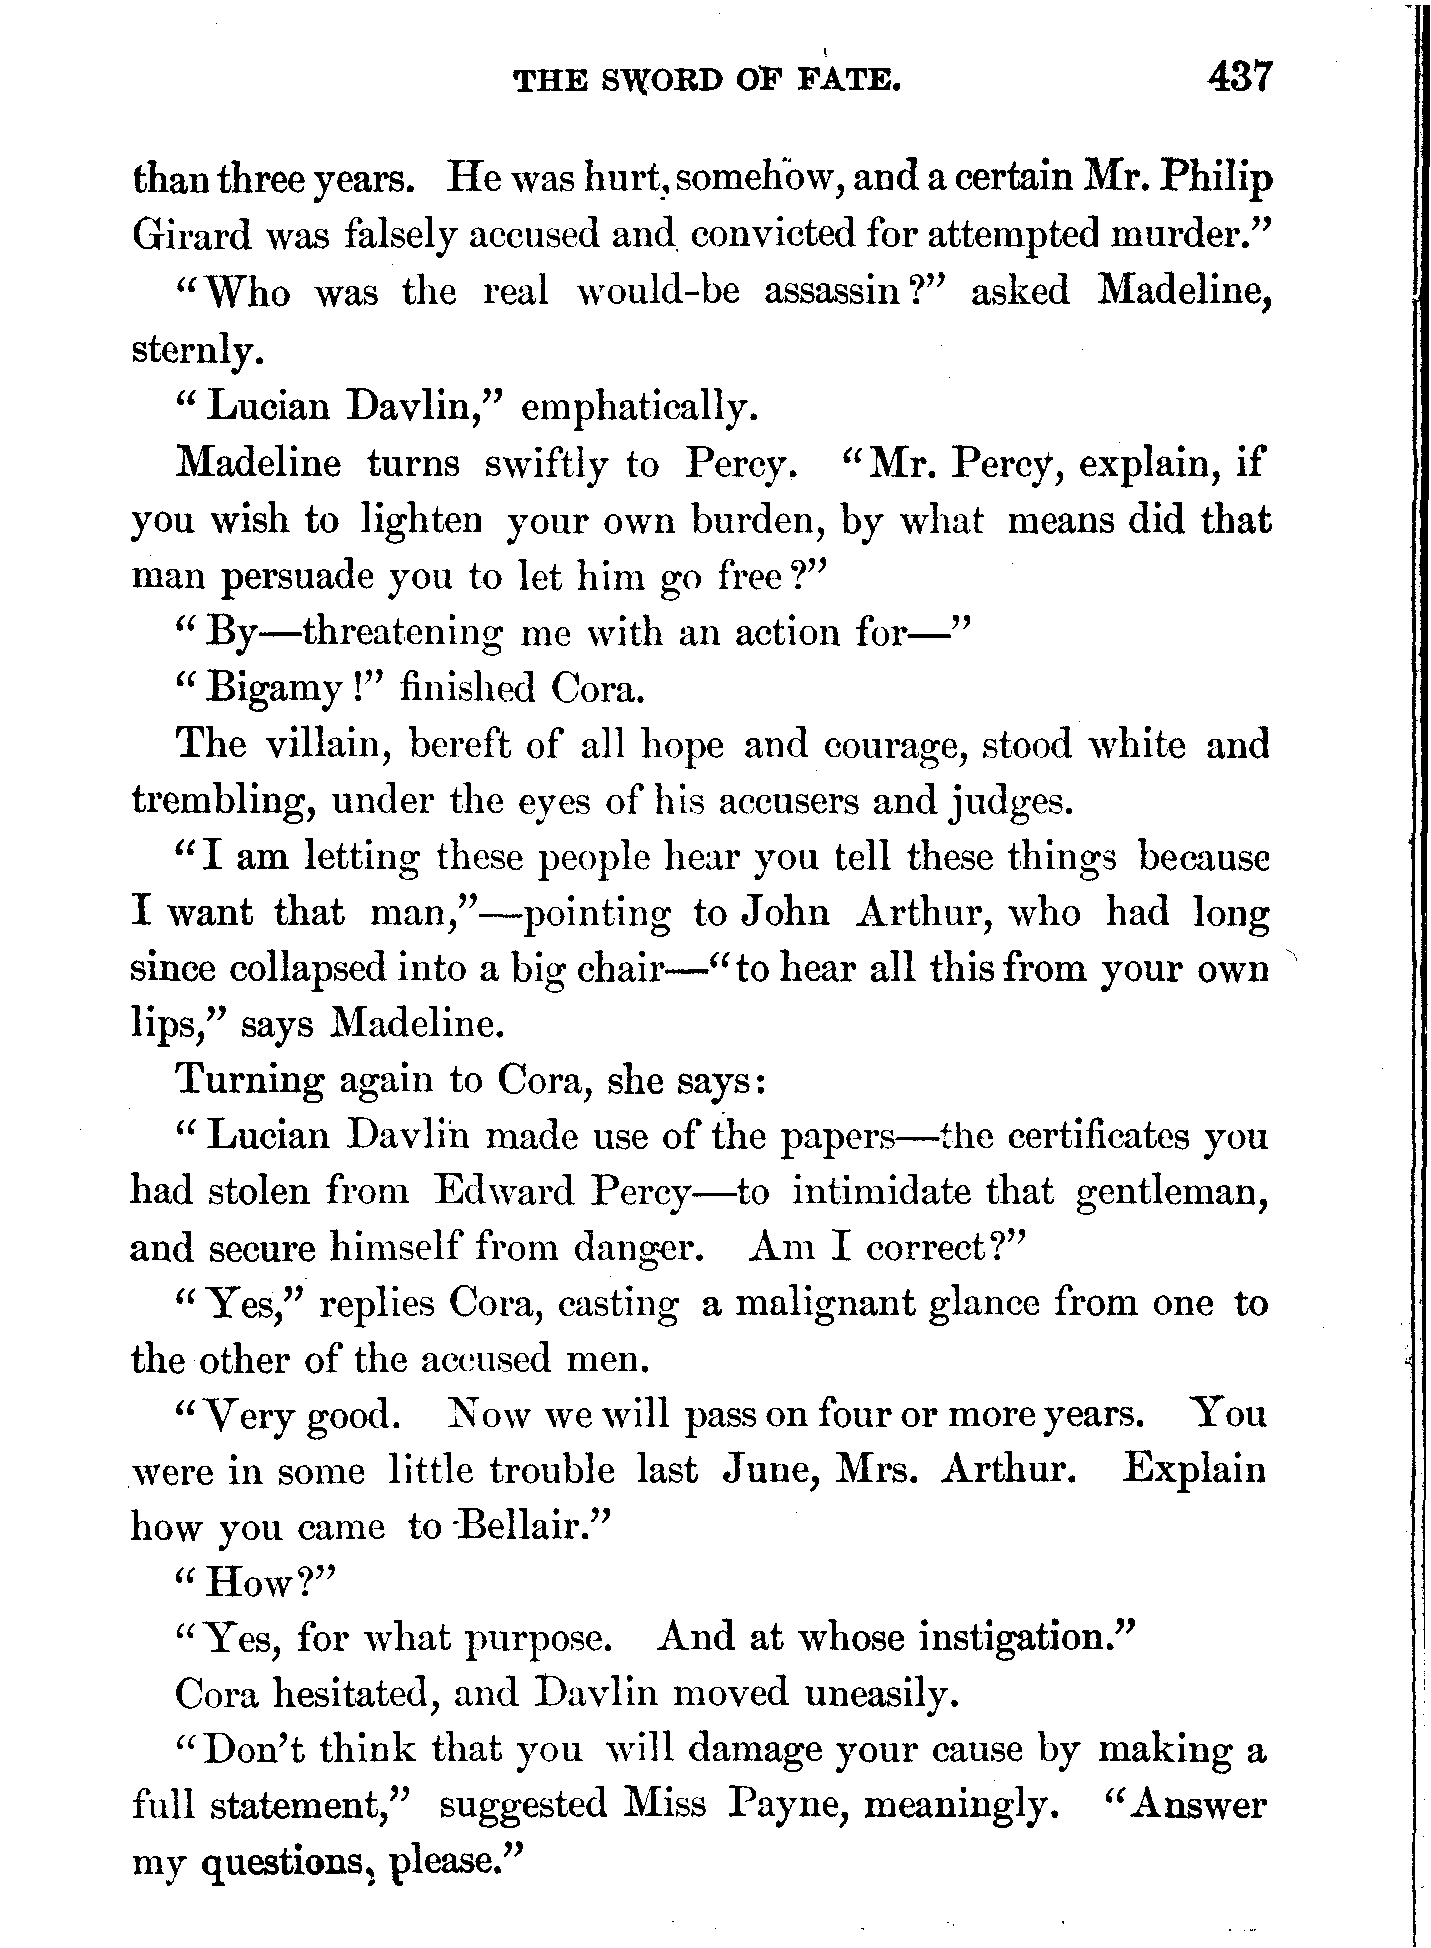 THE SWORD OF FATE. 437
than three years. He was hurt, somehow, and a certain Mr. Philip
Girard was falsely accused and convicted for attempted murder."
"Who was the real would-be assassin?" asked Madeline,
sternly.
"Lucian Davlin," emphatically.
Madeline turns swiftly to Percy. "Mr. Percy, explain, if
you wish to lighten your own burden, by what means did that
man persuade you to let him go free?"
"By—threatening me with an action for—"
"Bigamy!" finished Cora.
The villain, bereft of all hope and courage, stood white and
trembling, under the eyes of his accusers and judges.
"I am letting these people hear you tell these things because
I want that man,"—pointing to John Arthur, who had long
since collapsed into a big chair—"to hear all this from your own
lips," says Madeline.
Turning again to Cora, she says:
"Lucian Davlin made use of the papers—the certificates you
had stolen from Edward Percy—to intimidate that gentleman,
and secure himself from danger. Am I correct?"
"Yes," replies Cora, casting a malignant glance from one to
the other of the accused men.
"Very good. Now we will pass on four or more years. You
were in some little trouble last June, Mrs. Arthur. Explain
how you came to Bellair."
"How?"
"Yes, for what purpose. And at whose instigation."
Cora hesitated, and Davlin moved uneasily.
"Don't think that you will damage your cause by making a
full statement," suggested Miss Payne, meaningly. "Answer
my questions, please."